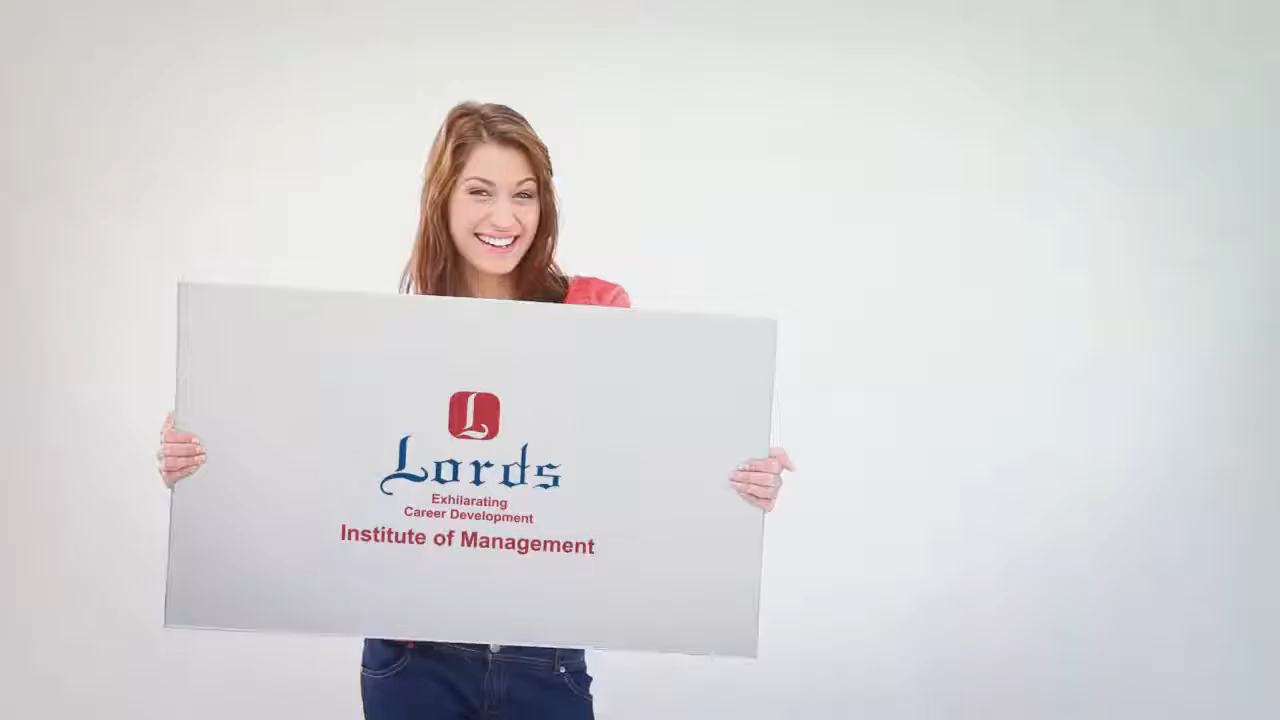 L
Lords
Exhilarating
Career Development
Institute of Management